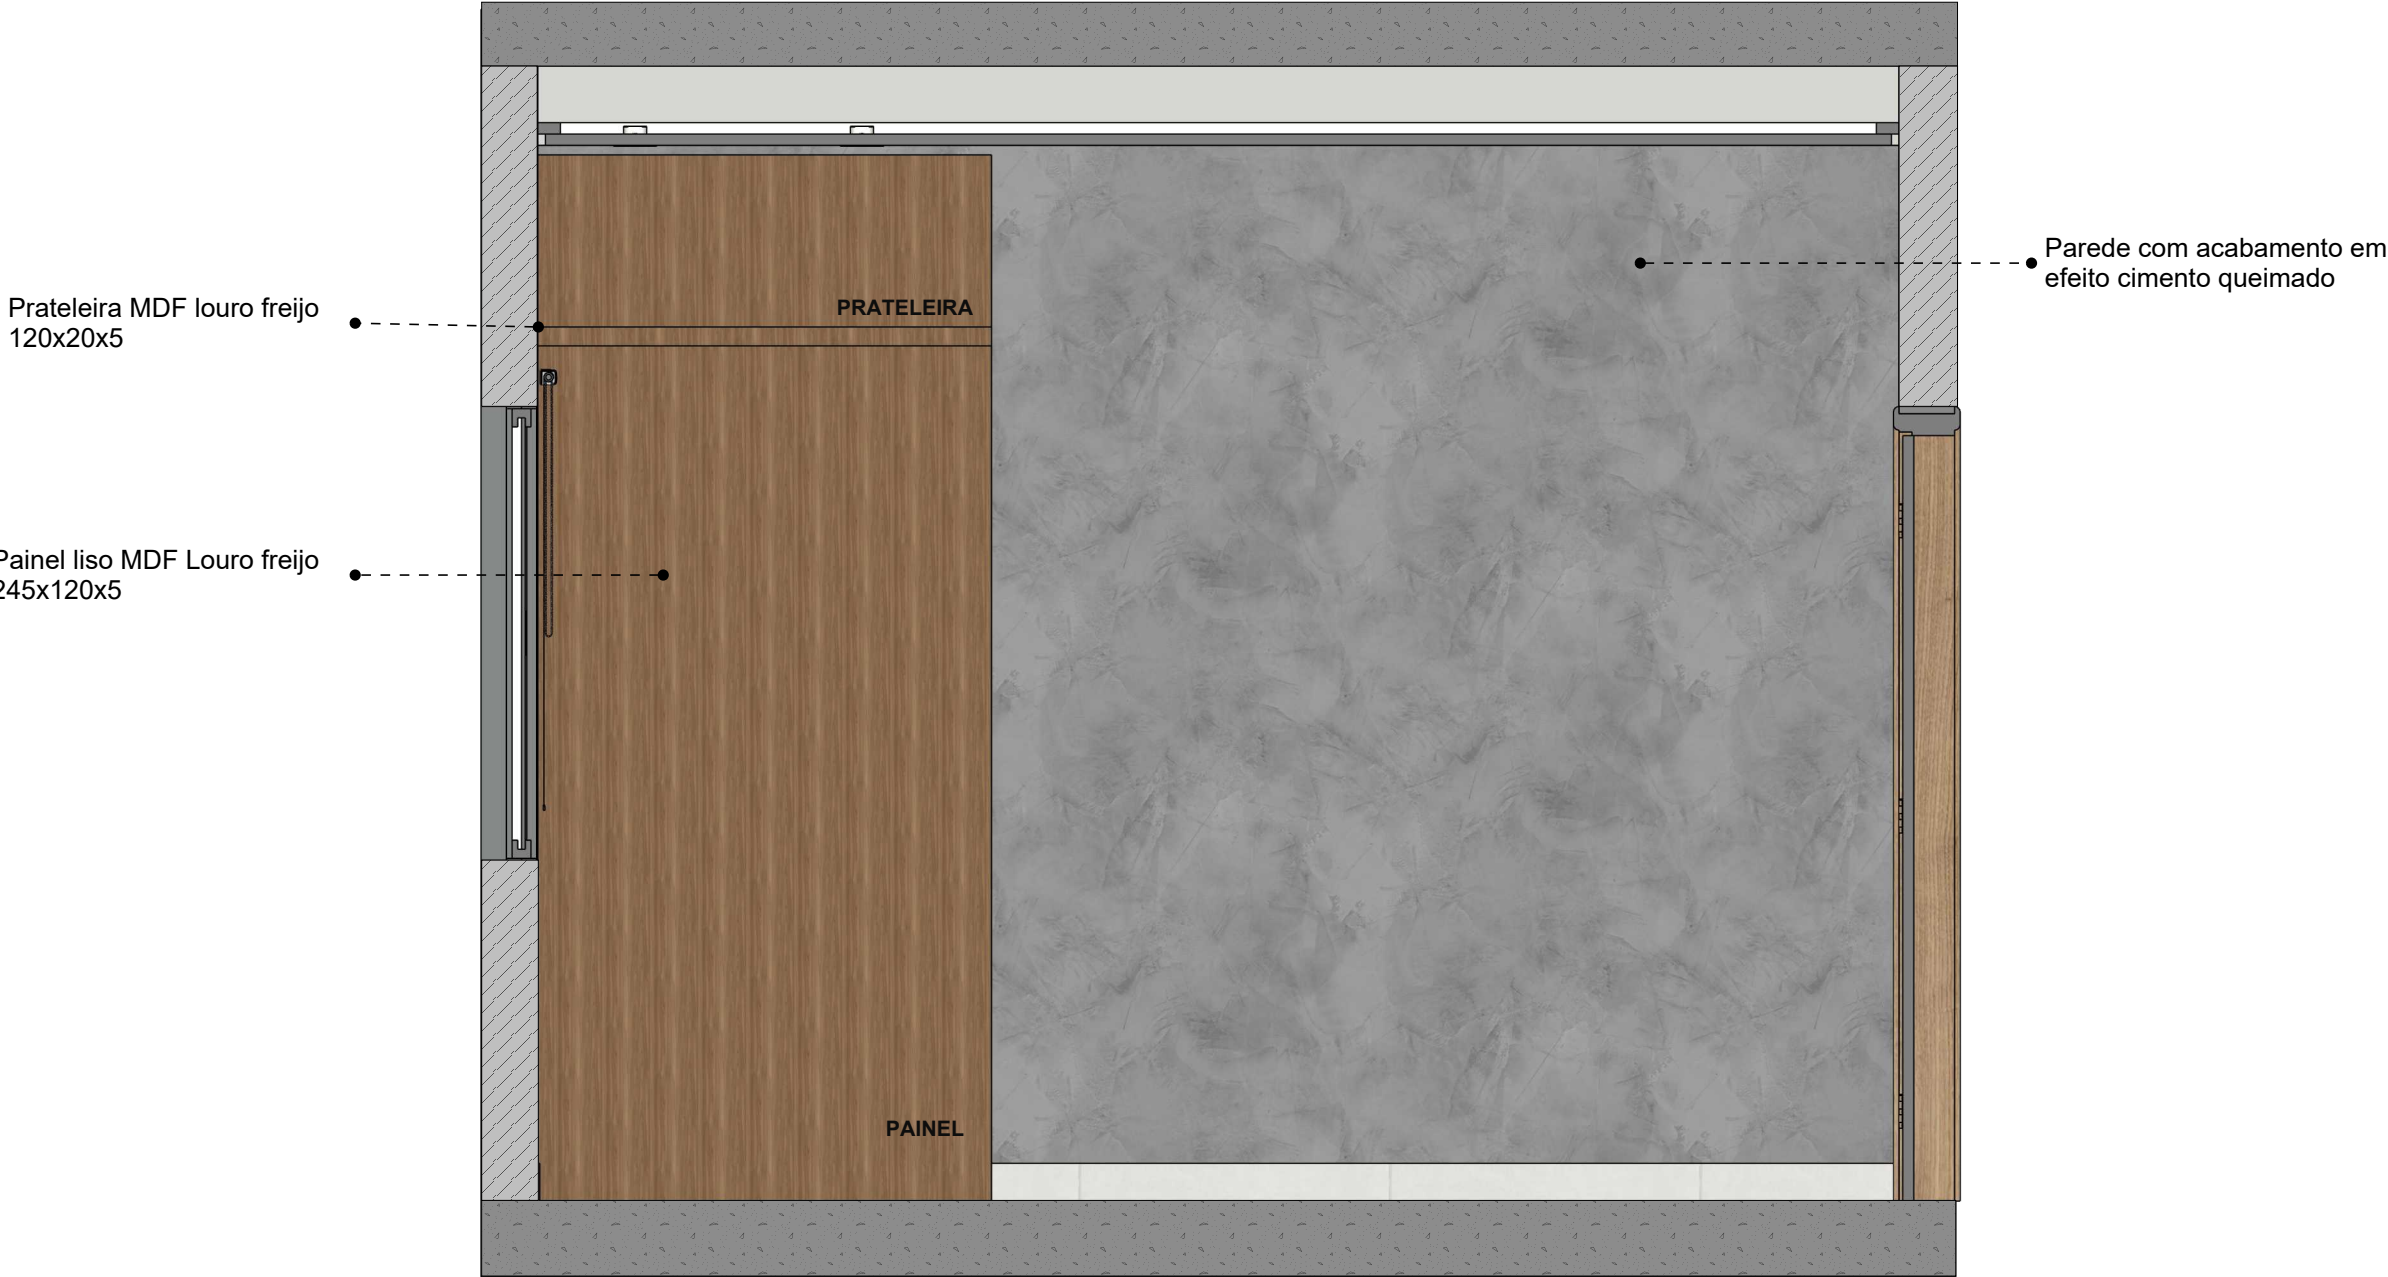 Parede com acabamento em
efeito cimento queimado
Prateleira MDF louro freijo
120x20x5
PRATELEIRA
Painel liso MDF Louro freijo
245x120x5
PAINEL